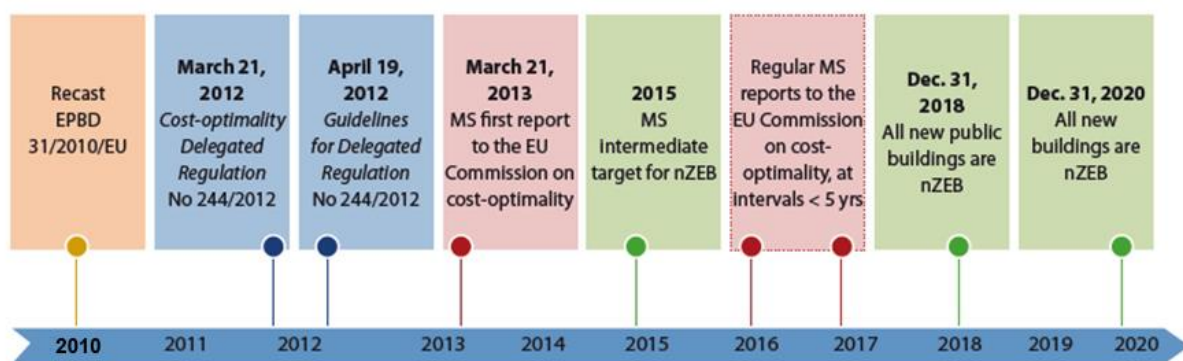 Recast
EPBD
31/2010/EU
March 21,
2012
Cost-optimality
Delegated
Regulation
No 244/2012
April 19,
2012
Guidelines
for Delegated
Regulation
No 244/2012
March 21,
2013
MS first report
to the EU
Commission on
cost-optimality
2015
MS
intermediate
target for nZEB
Regular MS
reports to the
EU Commission
on cost-
optimality, at
intervals < 5 yrs
Dec. 31,
2018
All new public
buildings are
nZEB
Dec. 31, 2020
All new
buildings are
nZEB
2010 2011 2012 2013 2014 2015 2016 2017 2018 2019 2020